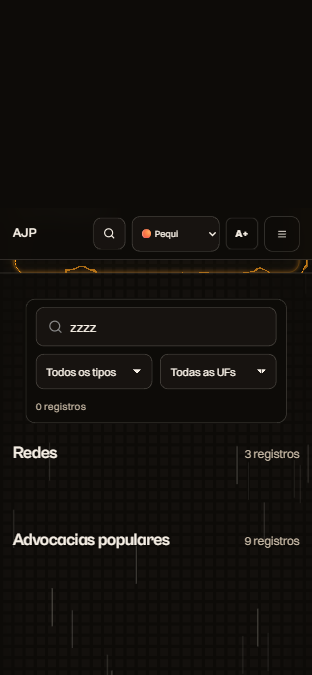 AJP
Pequi
A+
zzzz
Todos os tipos
Todas as UFs
0 registros
Redes
3 registros
Advocacias populares
9 registros